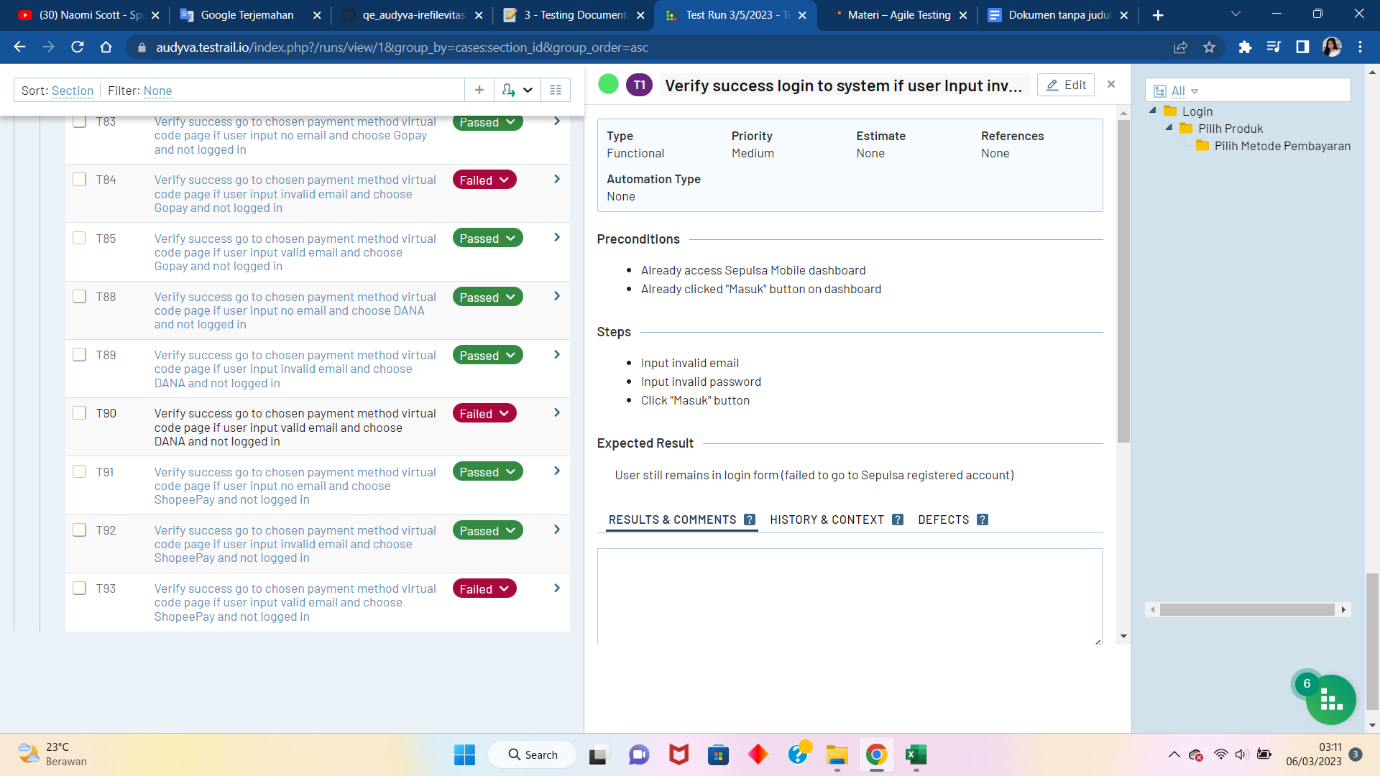 (30) Naomi Scott - Sp
Google Terjemahan
qe_audyva-irefilevitas
3 - Testing Documenta
Test Run 3/5/2023 - Te
Materi – Agile Testing
Dokumen tanpa judul
audyva.testrail.io/index.php?/runs/view/1&group_by=cases:section_id&group_order=asc
Sort: Section
Filter: None
T83
Verify success go to chosen payment method virtual
code page if user input no email and choose Gopay
and not logged in
Passed
T84
Verify success go to chosen payment method virtual
code page if user input invalid email and choose
Gopay and not logged in
Failed
T85
Verify success go to chosen payment method virtual
code page if user input valid email and choose
Gopay and not logged in
Passed
T88
Verify success go to chosen payment method virtual
code page if user input no email and choose DANA
and not logged in
Passed
T89
Verify success go to chosen payment method virtual
code page if user input invalid email and choose
DANA and not logged in
Passed
T90
Verify success go to chosen payment method virtual
code page if user input valid email and choose
DANA and not logged in
Failed
T91
Verify success go to chosen payment method virtual
code page if user input no email and choose
ShopeePay and not logged in
Passed
T92
Verify success go to chosen payment method virtual
code page if user input invalid email and choose
ShopeePay and not logged in
Passed
T93
Verify success go to chosen payment method virtual
code page if user input valid email and choose
ShopeePay and not logged in
Failed
T1
Verify success login to system if user Input inv...
Edit
Type
Priority
Estimate
References
Functional
Medium
None
None
Automation Type
None
Preconditions
• Already access Sepulsa Mobile dashboard
• Already clicked "Masuk" button on dashboard
Steps
• Input invalid email
• Input invalid password
• Click "Masuk" button
Expected Result
User still remains in login form (failed to go to Sepulsa registered account)
RESULTS & COMMENTS ?
HISTORY & CONTEXT ?
DEFECTS ?
All
Login
Pilih Produk
Pilih Metode Pembayaran
6
23°C
Berawan
Search
03:11
06/03/2023
3